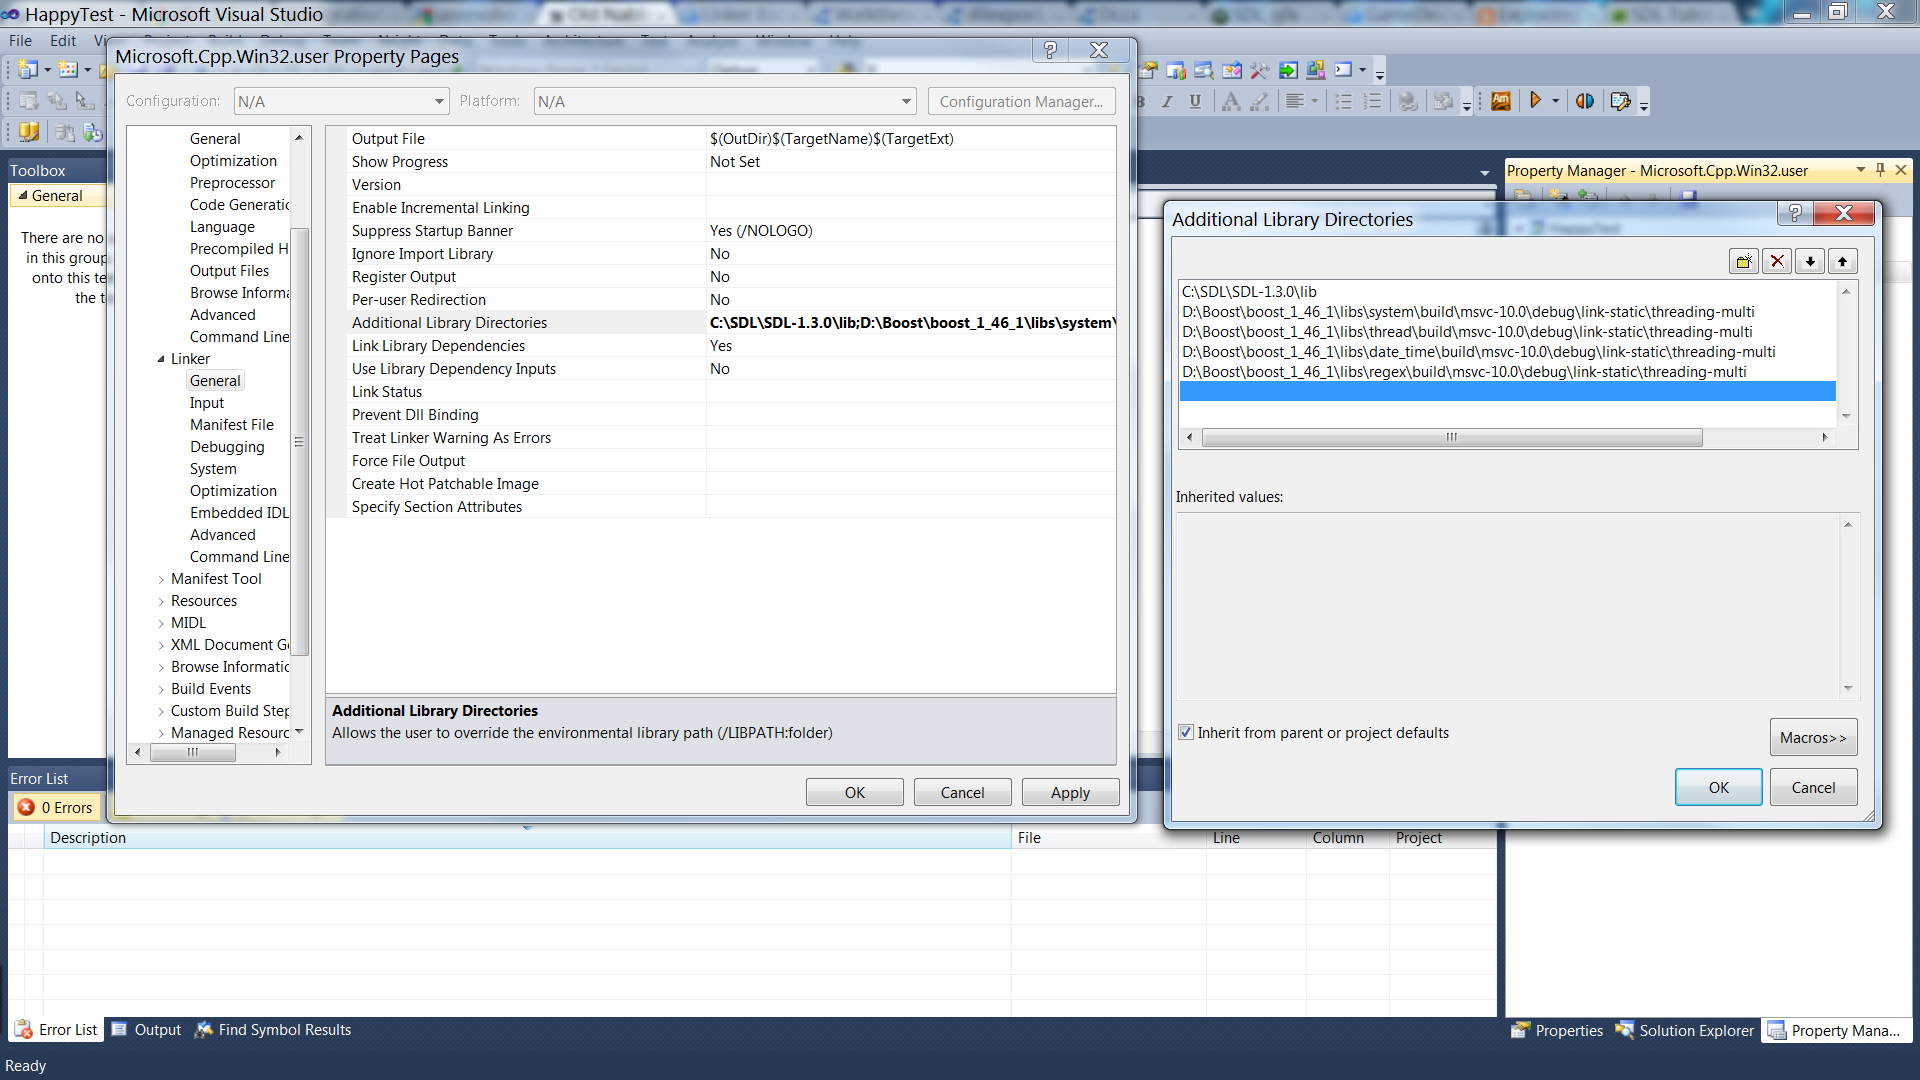 HappyTest - Microsoft Visual Studio
File Edit
Microsoft.Cpp.Win32.user Property Pages
Configuration: N/A Platform: N/A Configuration Manager...
General
Optimization
Preprocessor
Code Generatic
Language
Precompiled H
Output Files
Browse Informa
Advanced
Command Line
Linker
General
Input
Manifest File
Debugging
System
Optimization
Embedded IDL
Advanced
Command Line
Manifest Tool
Resources
MIDL
XML Document Ge
Browse Informatic
Build Events
Custom Build Step
Managed Resourc
Output File $(OutDir)$(TargetName)$(TargetExt)
Show Progress Not Set
Version
Enable Incremental Linking
Suppress Startup Banner Yes (/NOLOGO)
Ignore Import Library No
Register Output No
Per-user Redirection No
Additional Library Directories C:\SDL\SDL-1.3.0\lib;D:\Boost\boost_1_46_1\libs\system\
Link Library Dependencies Yes
Use Library Dependency Inputs No
Link Status
Prevent Dll Binding
Treat Linker Warning As Errors
Force File Output
Create Hot Patchable Image
Specify Section Attributes
Additional Library Directories
Allows the user to override the environmental library path (/LIBPATH:folder)
OK Cancel Apply
Toolbox
General
There are no
in this group
onto this te
the t
Property Manager - Microsoft.Cpp.Win32.user
Additional Library Directories
C:\SDL\SDL-1.3.0\lib
D:\Boost\boost_1_46_1\libs\system\build\msvc-10.0\debug\link-static\threading-multi
D:\Boost\boost_1_46_1\libs\thread\build\msvc-10.0\debug\link-static\threading-multi
D:\Boost\boost_1_46_1\libs\date_time\build\msvc-10.0\debug\link-static\threading-multi
D:\Boost\boost_1_46_1\libs\regex\build\msvc-10.0\debug\link-static\threading-multi
Inherited values:
Inherit from parent or project defaults
Macros>>
OK Cancel
Error List
0 Errors
Description File Line Column Project
Error List Output Find Symbol Results
Properties Solution Explorer Property Mana...
Ready